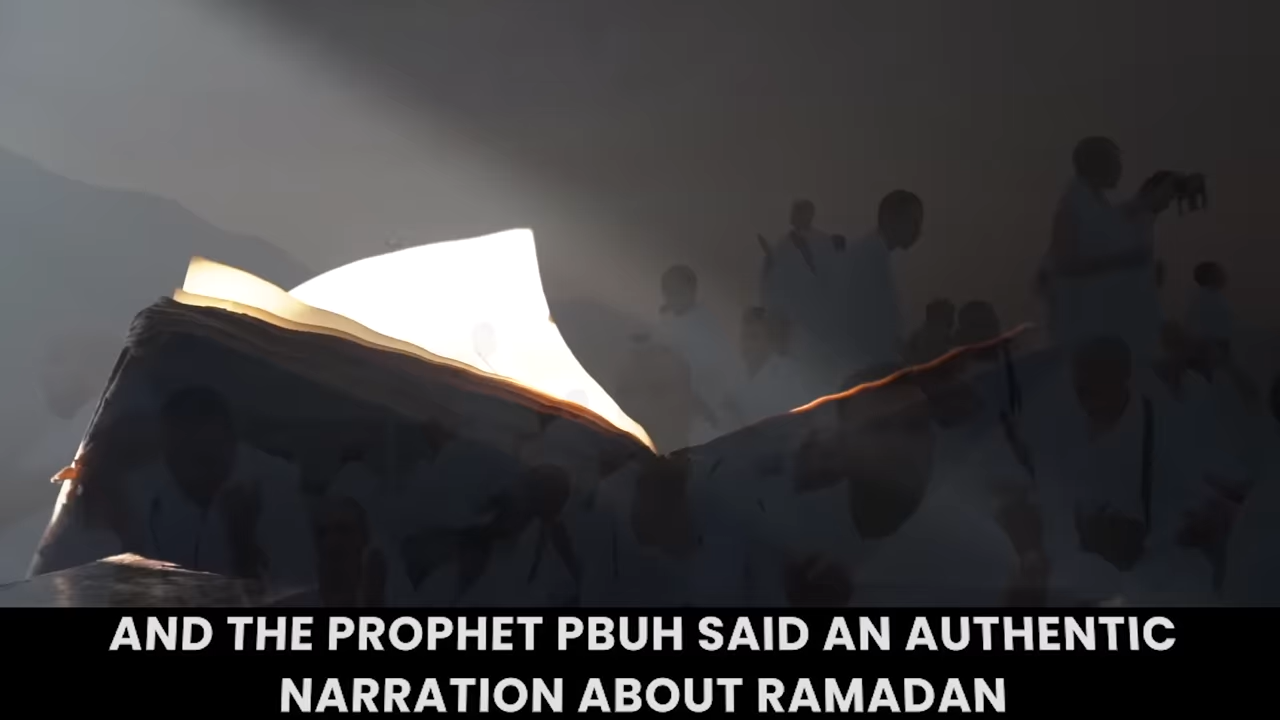 AND THE PROPHET PBUH SAID AN AUTHENTIC
NARRATION ABOUT RAMADAN